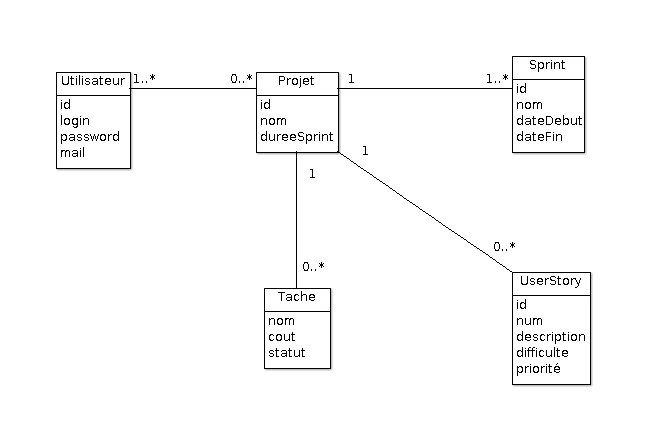 Utilisateur
id
login
password
mail
1..*
0..*
Projet
id
nom
dureeSprint
1
1..*
Sprint
id
nom
dateDebut
dateFin
1
0..*
Tache
nom
cout
statut
1
0..*
UserStory
id
num
description
difficulte
priorité